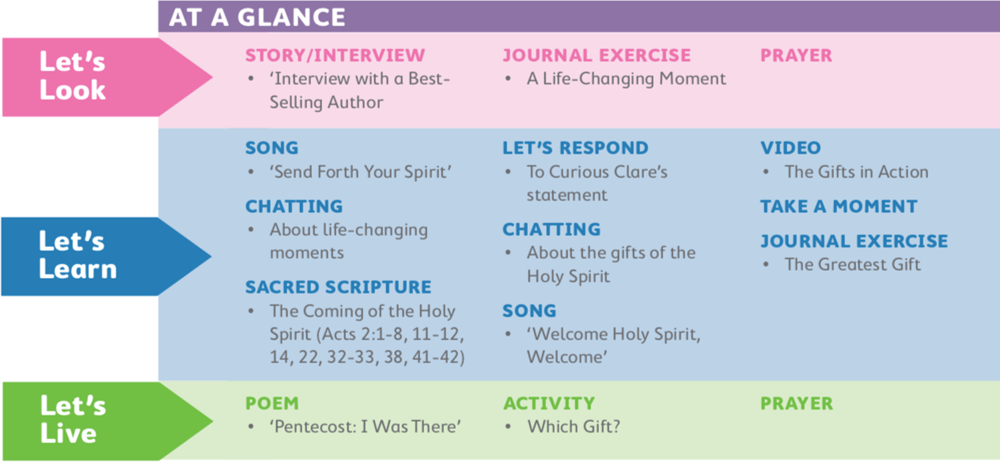 AT A GLANCE
Let's
Look
STORY/INTERVIEW
• ‘Interview with a Best-
Selling Author
JOURNAL EXERCISE
• A Life-Changing Moment
PRAYER
Let's
Learn
SONG
• ‘Send Forth Your Spirit’
CHATTING
• About life-changing
moments
SACRED SCRIPTURE
• The Coming of the Holy
Spirit (Acts 2:1-8, 11-12,
14, 22, 32-33, 38, 41-42)
LET’S RESPOND
• To Curious Clare’s
statement
CHATTING
• About the gifts of the
Holy Spirit
SONG
• ‘Welcome Holy Spirit,
Welcome’
VIDEO
• The Gifts in Action
TAKE A MOMENT
JOURNAL EXERCISE
• The Greatest Gift
Let's
Live
POEM
• ‘Pentecost: I Was There’
ACTIVITY
• Which Gift?
PRAYER